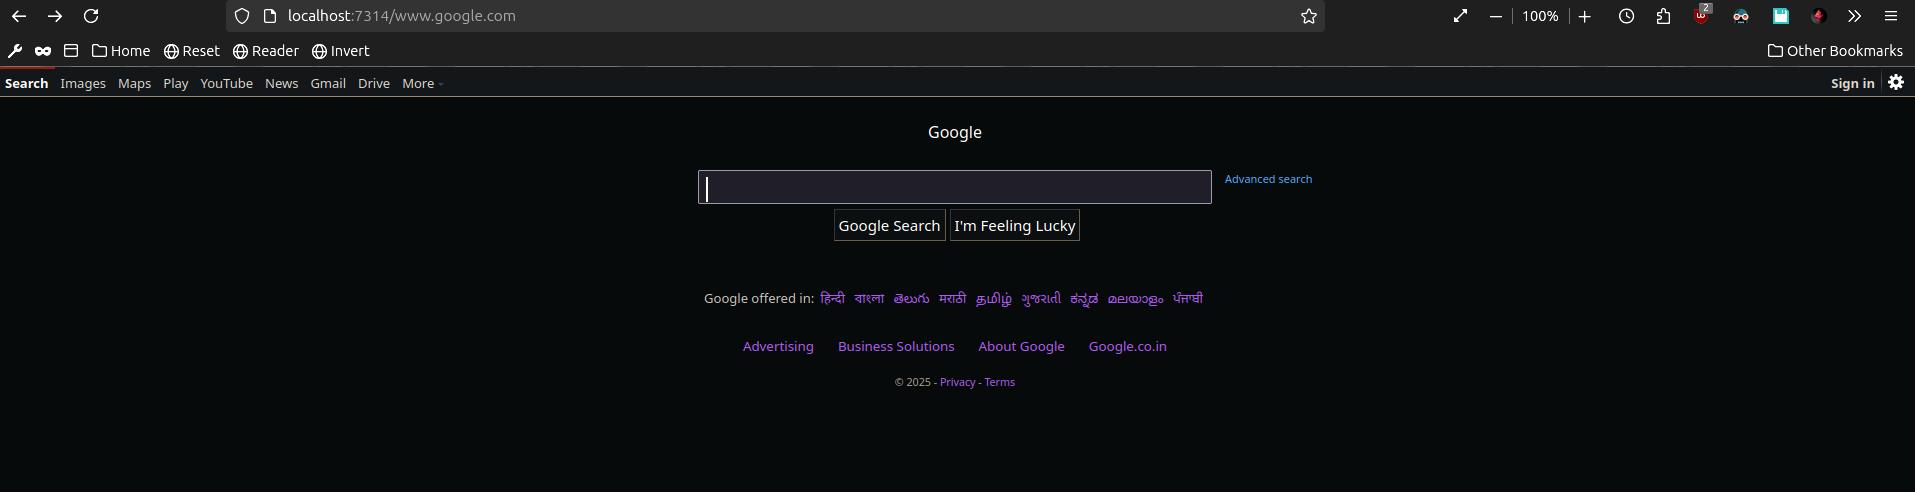 localhost:7314/www.google.com 100% 2
Home Reset Reader Invert Other Bookmarks
Search Images Maps Play YouTube News Gmail Drive More Sign in
Google
Advanced search
Google Search I'm Feeling Lucky
Google offered in: हिन्दी বাংলা తెలుగు मराठी தமிழ் ગુજરાતી ಕನ್ನಡ മലയാളം ਪੰਜਾਬੀ
Advertising Business Solutions About Google Google.co.in
© 2025 - Privacy - Terms